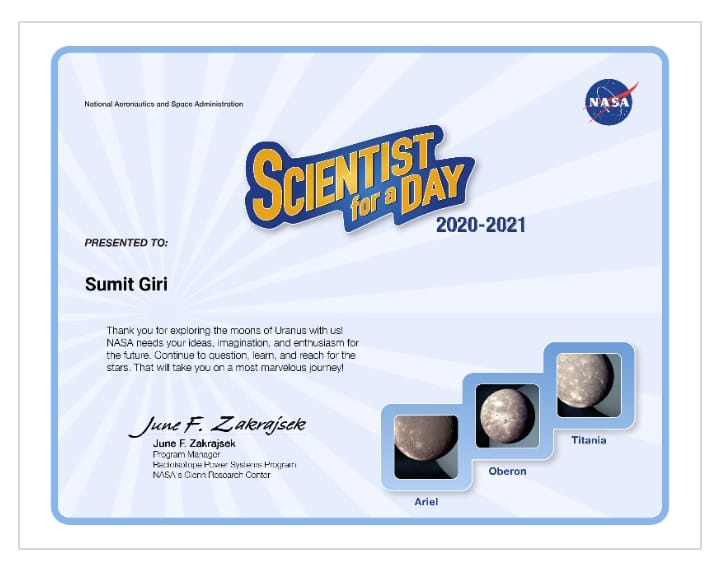 National Aeronautics and Space Administration
NASA
SCIENTIST
for a DAY
2020-2021
PRESENTED TO:
Sumit Giri
Thank you for exploring the moons of Uranus with us!
NASA needs your ideas, imagination, and enthusiasm for
the future. Continue to question, learn, and reach for the
stars. That will take you on a most marvelous journey!
June F. Zakrajsek
June F. Zakrajsek
Program Manager
Radioisotope Power Systems Program
NASA's Glenn Research Center
Ariel
Oberon
Titania